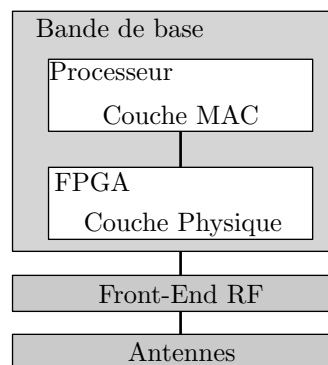 Bande de base
Processeur
Couche MAC
FPGA
Couche Physique
Front-End RF
Antennes